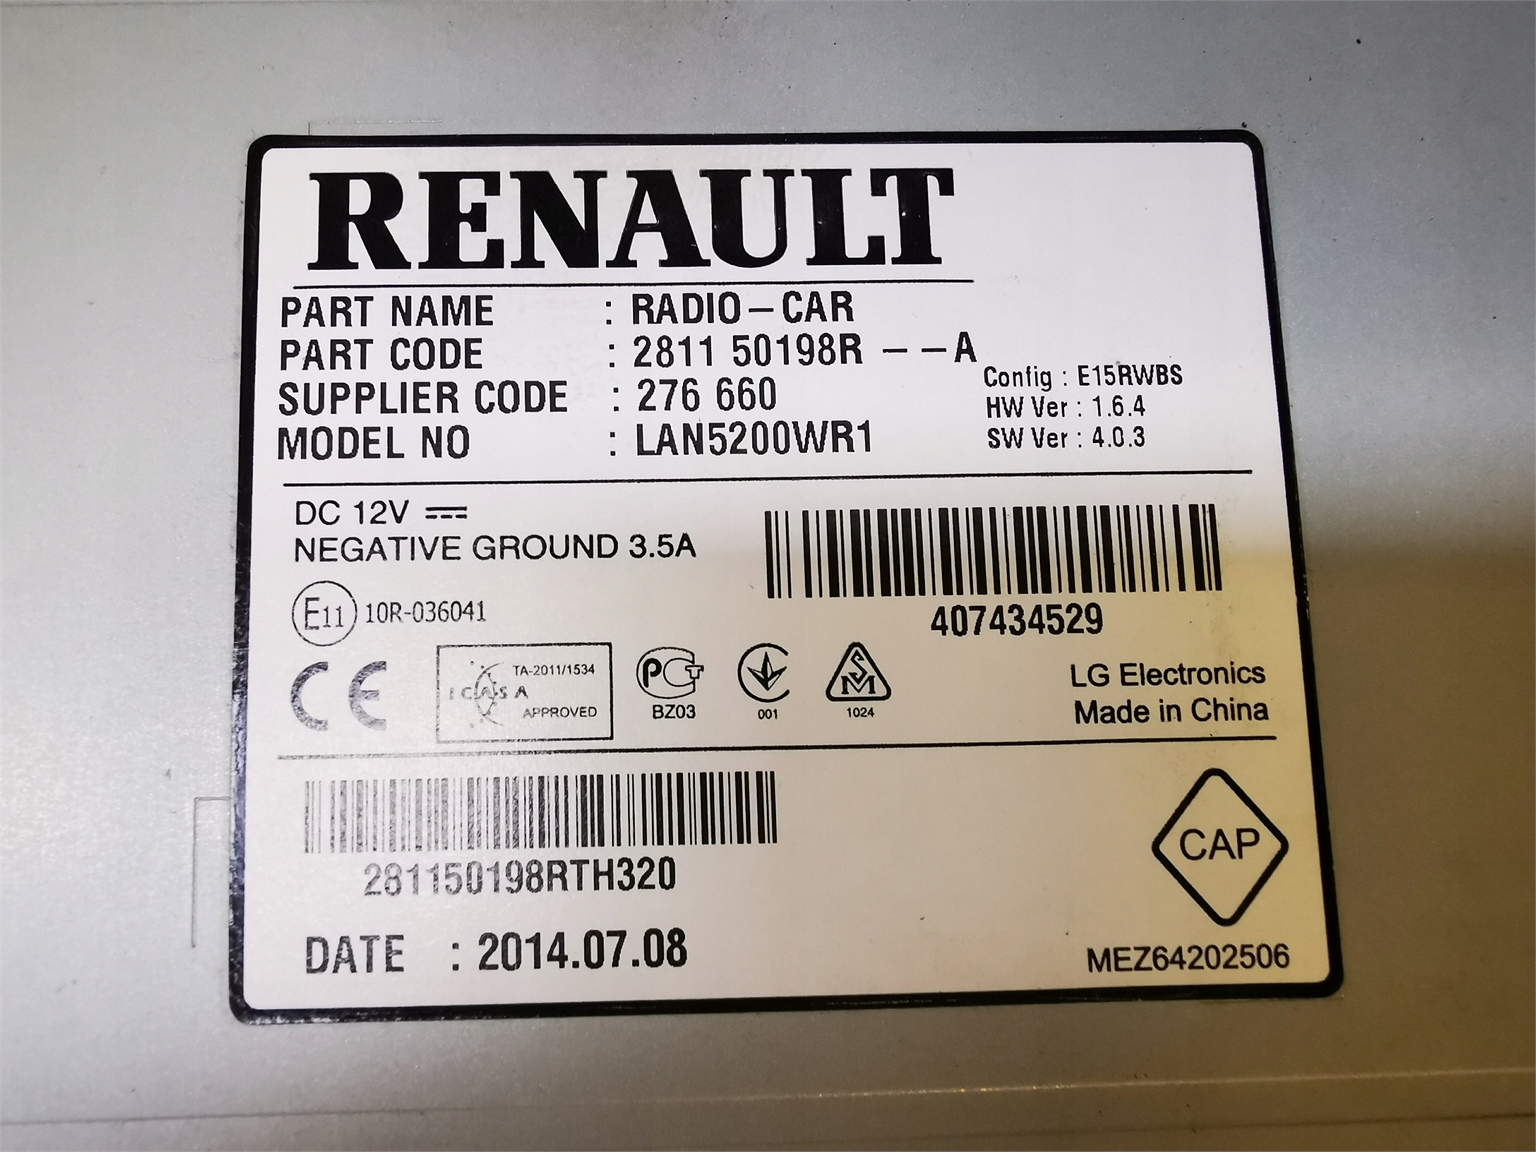 RENAULT
PART NAME : RADIO-CAR
PART CODE : 2811 50198R --A
SUPPLIER CODE : 276 660
MODEL NO : LAN5200WR1
Config : E15RWBS
HW Ver : 1.6.4
SW Ver : 4.0.3
DC 12V
NEGATIVE GROUND 3.5A
E11 10R-036041
407434529
CE
TA-2011/1534
ICASA
APPROVED
PCT
BZ03
001
SM
1024
LG Electronics
Made in China
281150198RTH320
CAP
DATE : 2014.07.08
MEZ64202506